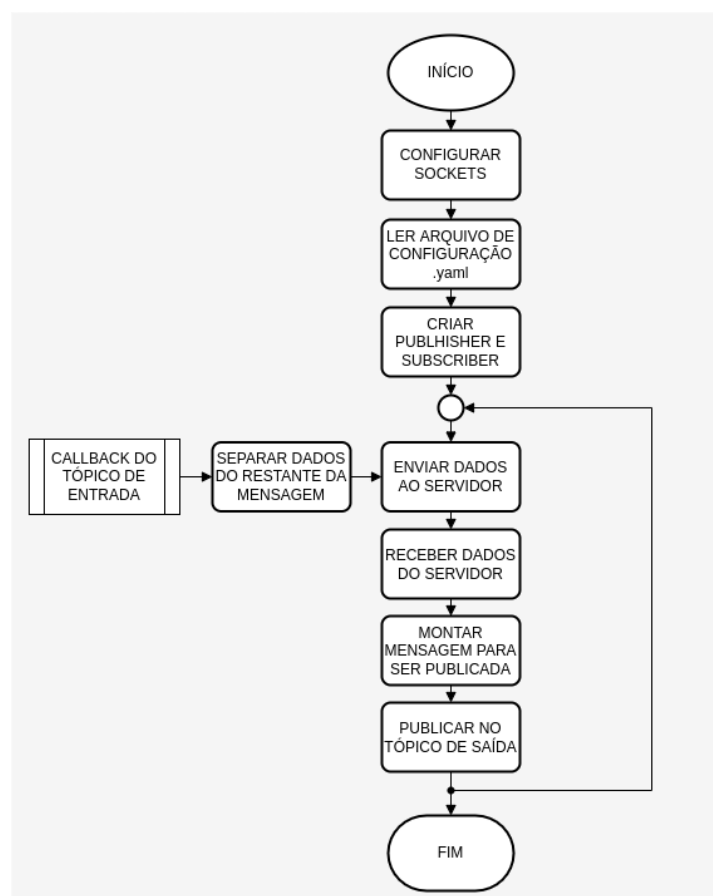 INÍCIO
CONFIGURAR
SOCKETS
LER ARQUIVO DE
CONFIGURAÇÃO
.yaml
CRIAR
PUBLHISHER E
SUBSCRIBER
CALLBACK DO
TÓPICO DE
ENTRADA
SEPARAR DADOS
DO RESTANTE DA
MENSAGEM
ENVIAR DADOS
AO SERVIDOR
RECEBER DADOS
DO SERVIDOR
MONTAR
MENSAGEM PARA
SER PUBLICADA
PUBLICAR NO
TÓPICO DE SAÍDA
FIM